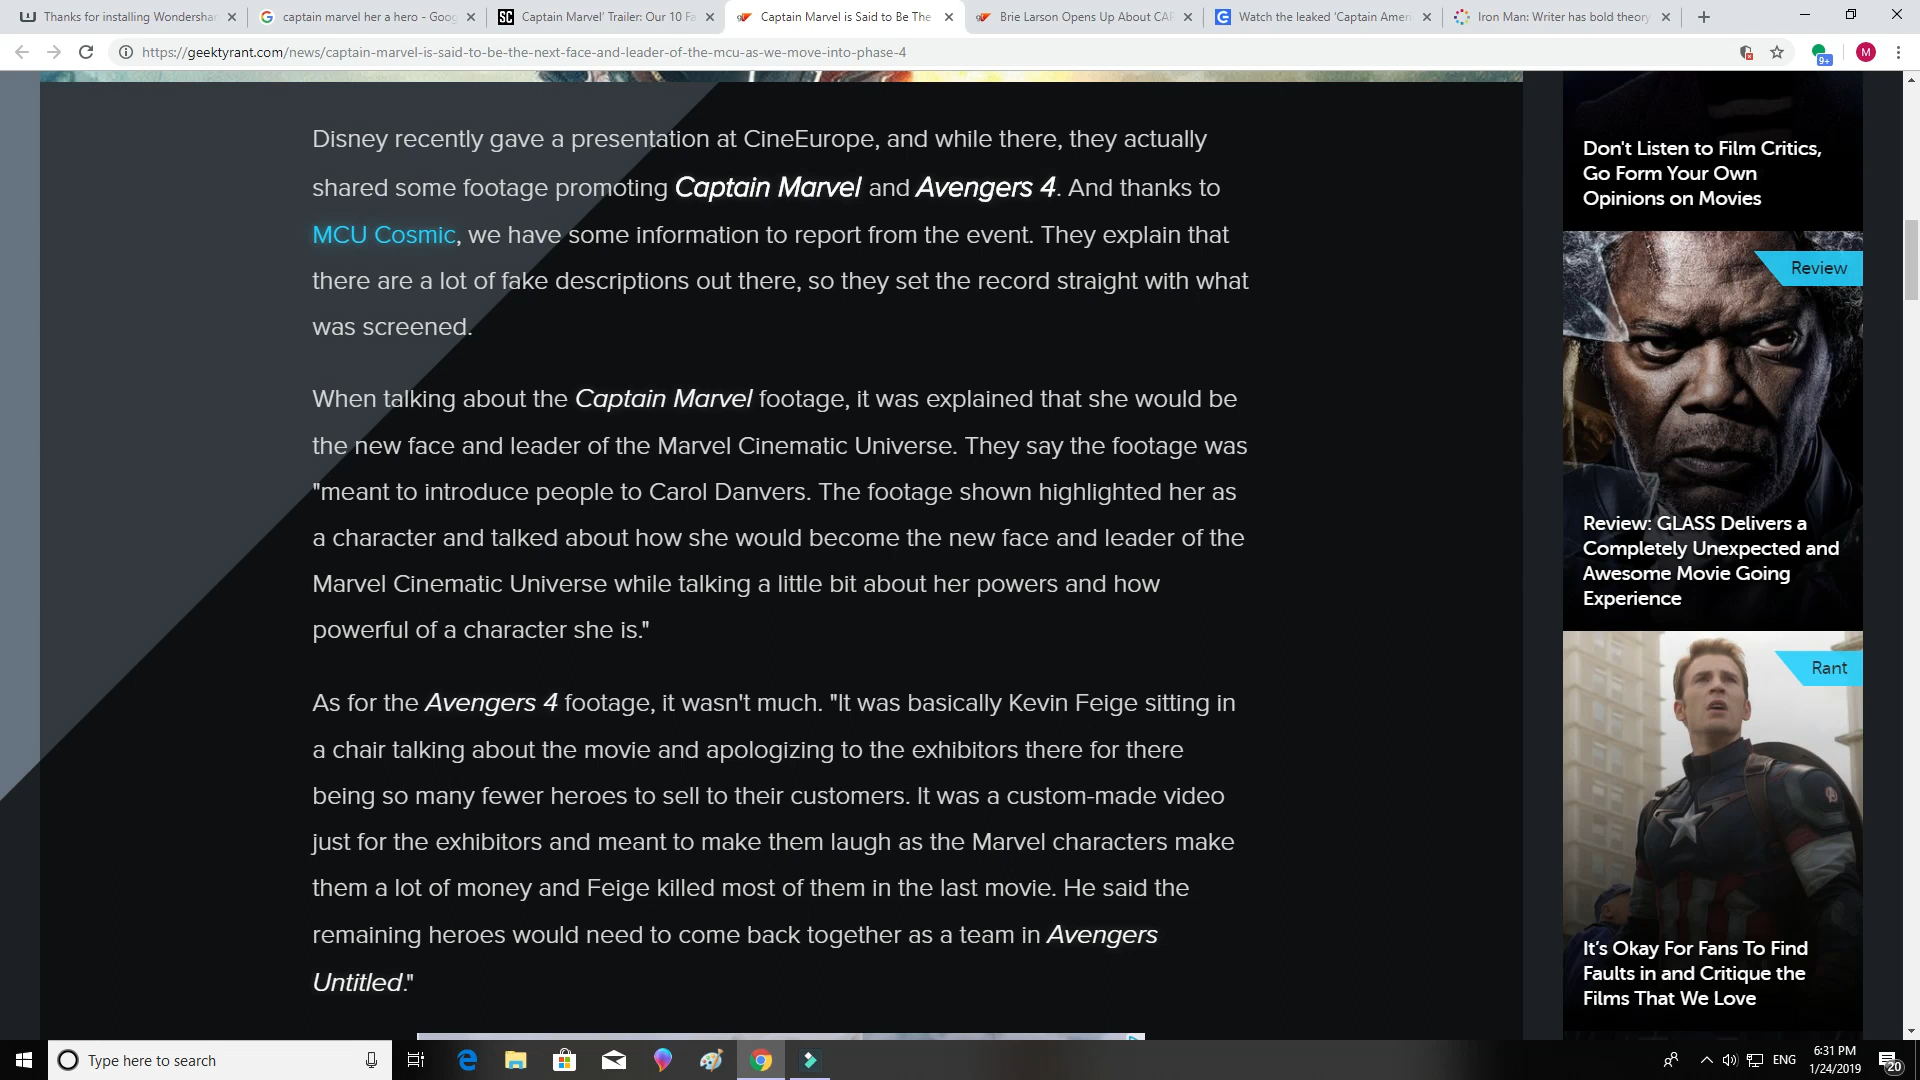 Thanks for installing Wondershar
captain marvel her a hero - Goog
Captain Marvel' Trailer: Our 10 Fa
Captain Marvel is Said to Be The
Brie Larson Opens Up About CAP
Watch the leaked 'Captain Ameri
Iron Man: Writer has bold theory
https://geektyrant.com/news/captain-marvel-is-said-to-be-the-next-face-and-leader-of-the-mcu-as-we-move-into-phase-4
9+
M
Disney recently gave a presentation at CineEurope, and while there, they actually
shared some footage promoting Captain Marvel and Avengers 4. And thanks to
MCU Cosmic, we have some information to report from the event. They explain that
there are a lot of fake descriptions out there, so they set the record straight with what
was screened.
When talking about the Captain Marvel footage, it was explained that she would be
the new face and leader of the Marvel Cinematic Universe. They say the footage was
"meant to introduce people to Carol Danvers. The footage shown highlighted her as
a character and talked about how she would become the new face and leader of the
Marvel Cinematic Universe while talking a little bit about her powers and how
powerful of a character she is."
As for the Avengers 4 footage, it wasn't much. "It was basically Kevin Feige sitting in
a chair talking about the movie and apologizing to the exhibitors there for there
being so many fewer heroes to sell to their customers. It was a custom-made video
just for the exhibitors and meant to make them laugh as the Marvel characters make
them a lot of money and Feige killed most of them in the last movie. He said the
remaining heroes would need to come back together as a team in Avengers
Untitled."
Don't Listen to Film Critics,
Go Form Your Own
Opinions on Movies
Review
Review: GLASS Delivers a
Completely Unexpected and
Awesome Movie Going
Experience
Rant
It's Okay For Fans To Find
Faults in and Critique the
Films That We Love
Type here to search
ENG
6:31 PM
1/24/2019
20